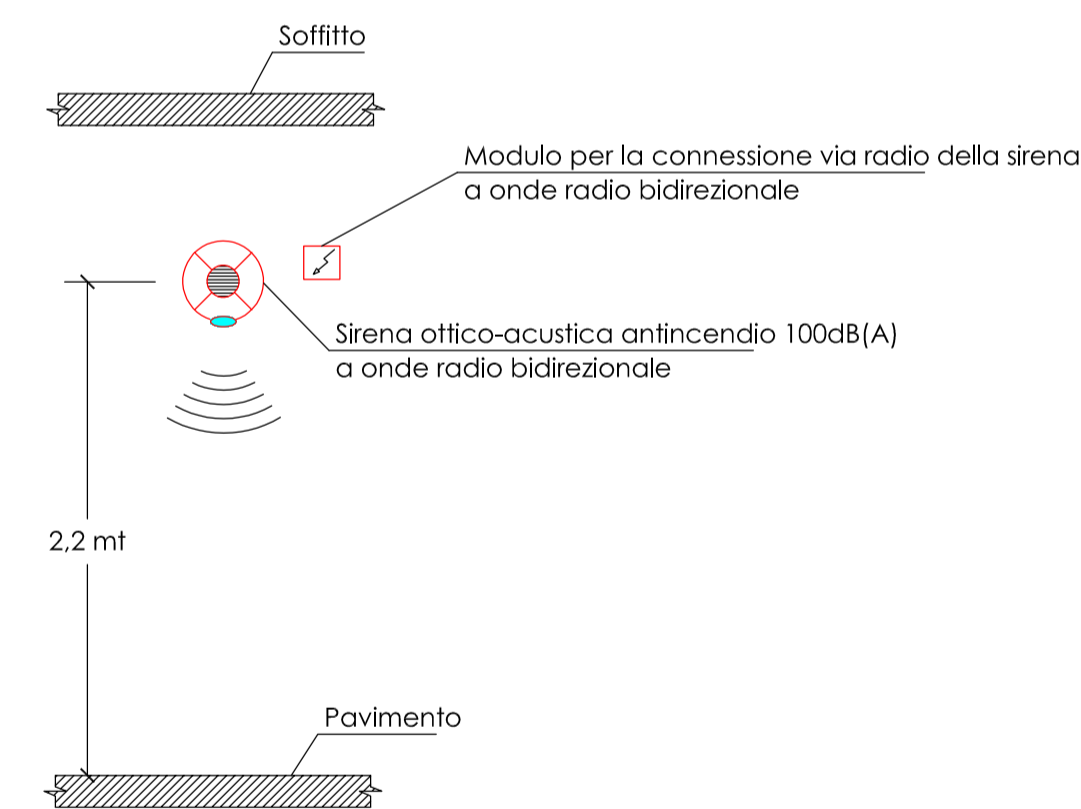 Soffitto
Modulo per la connessione via radio della sirena
a onde radio bidirezionale
Sirena ottico-acustica antincendio 100dB(A)
a onde radio bidirezionale
2,2 mt
Pavimento